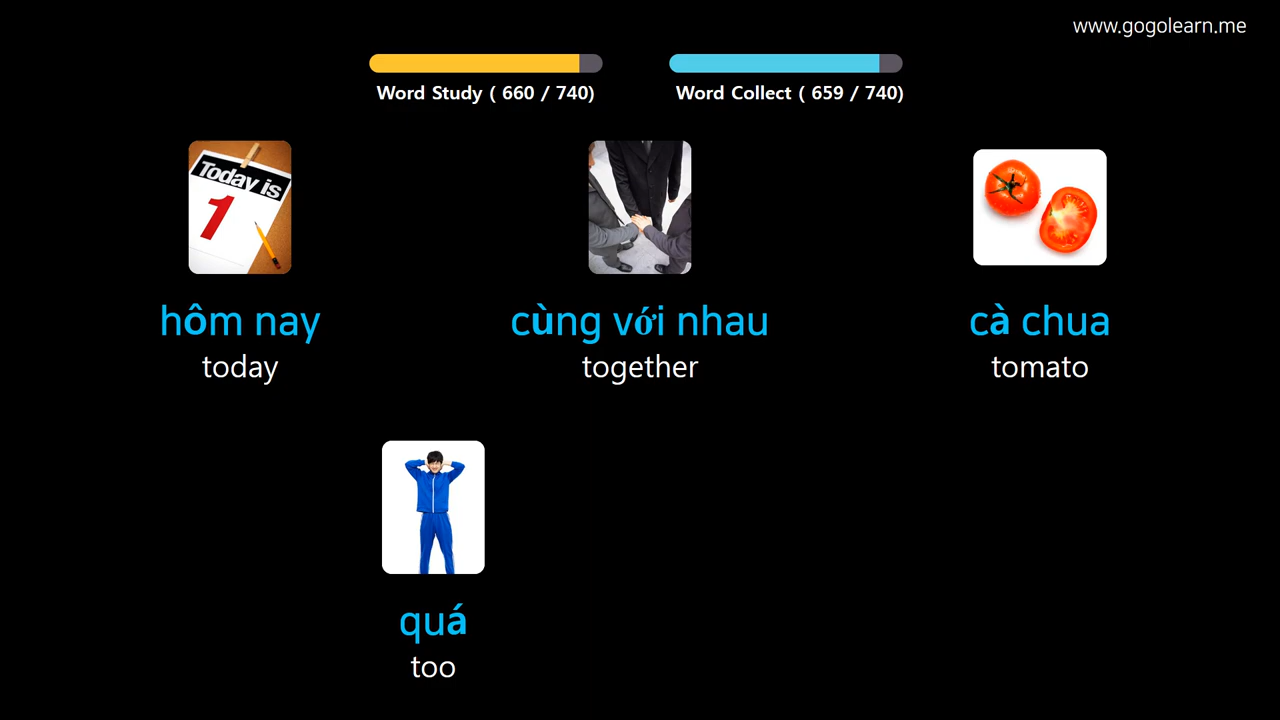 www.gogolearn.me
Word Study ( 660 / 740)
Word Collect ( 659 / 740)
Today is
1
hôm nay
today
cùng với nhau
together
cà chua
tomato
quá
too